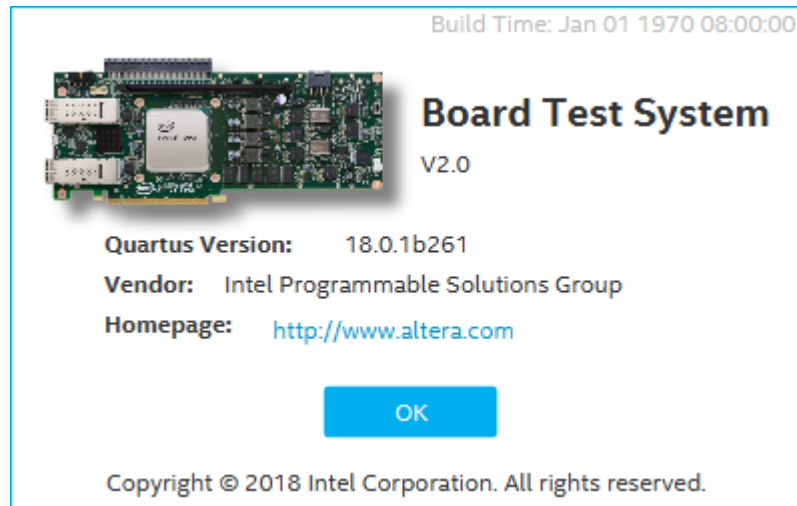 Build Time: Jan 01 1970 08:00:00
Board Test System
V2.0
Quartus Version: 18.0.1b261
Vendor: Intel Programmable Solutions Group
Homepage: http://www.altera.com
OK
Copyright © 2018 Intel Corporation. All rights reserved.